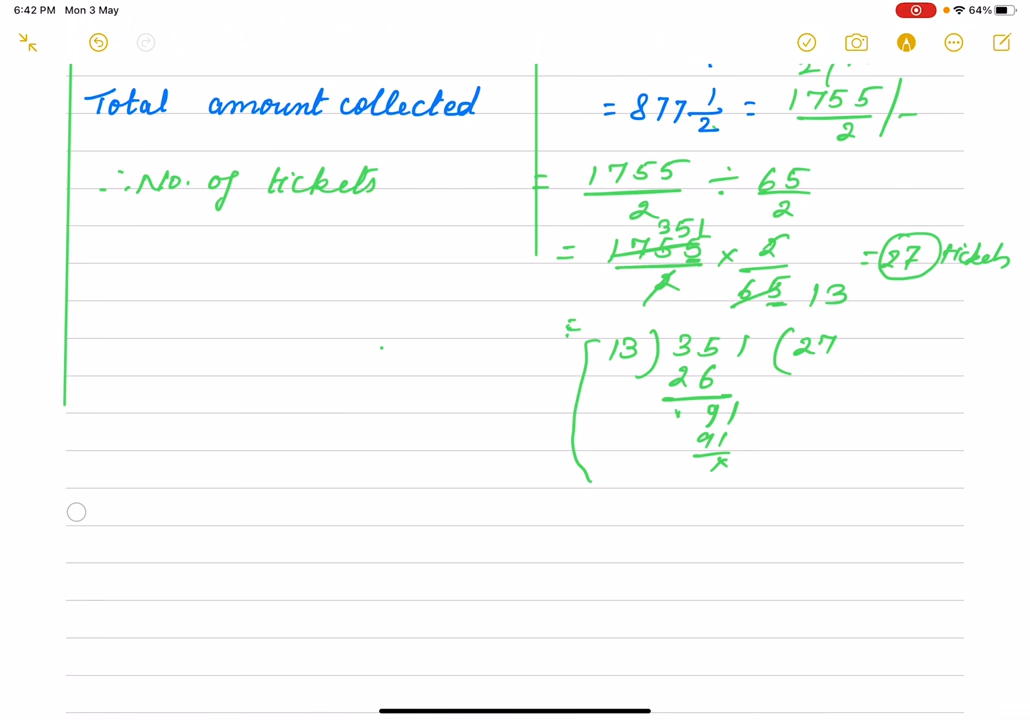 6:42 PM Mon 3 May 64%
Total amount collected = 877 1/2 = 1755/2 /-
∴ No. of tickets = 1755/2 ÷ 65/2
351
= 1755/2 × 2/65 13 = 27 tickets
13 ) 351 ( 27
26
91
91
x